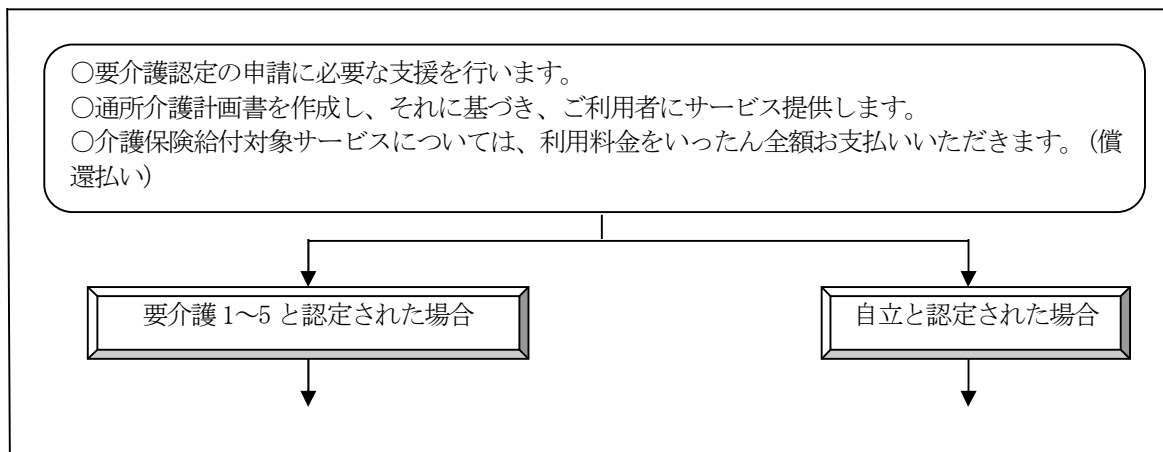 ○要介護認定の申請に必要な支援を行います。
○通所介護計画書を作成し、それに基づき、ご利用者にサービス提供します。
○介護保険給付対象サービスについては、利用料金をいったん全額お支払いいただきます。(償
還払い)
要介護 1~5 と認定された場合
自立と認定された場合